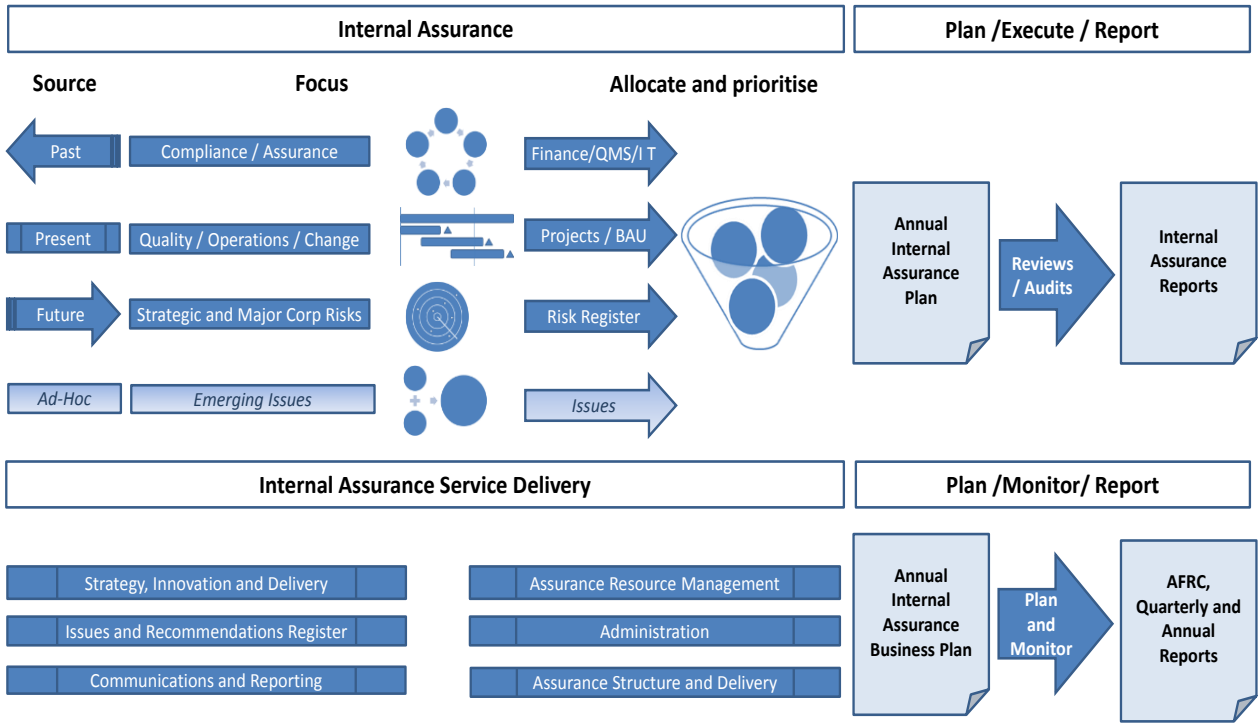 Internal Assurance
Plan /Execute / Report
Source
Focus
Allocate and prioritise
Past
Compliance / Assurance
Finance/QMS/I T
Present
Quality / Operations / Change
Projects / BAU
Future
Strategic and Major Corp Risks
Risk Register
Ad-Hoc
Emerging Issues
Issues
Annual
Internal
Assurance
Plan
Reviews
/ Audits
Internal
Assurance
Reports
Internal Assurance Service Delivery
Plan /Monitor/ Report
Strategy, Innovation and Delivery
Assurance Resource Management
Issues and Recommendations Register
Administration
Communications and Reporting
Assurance Structure and Delivery
Annual
Internal
Assurance
Business Plan
Plan
and
Monitor
AFRC,
Quarterly and
Annual
Reports